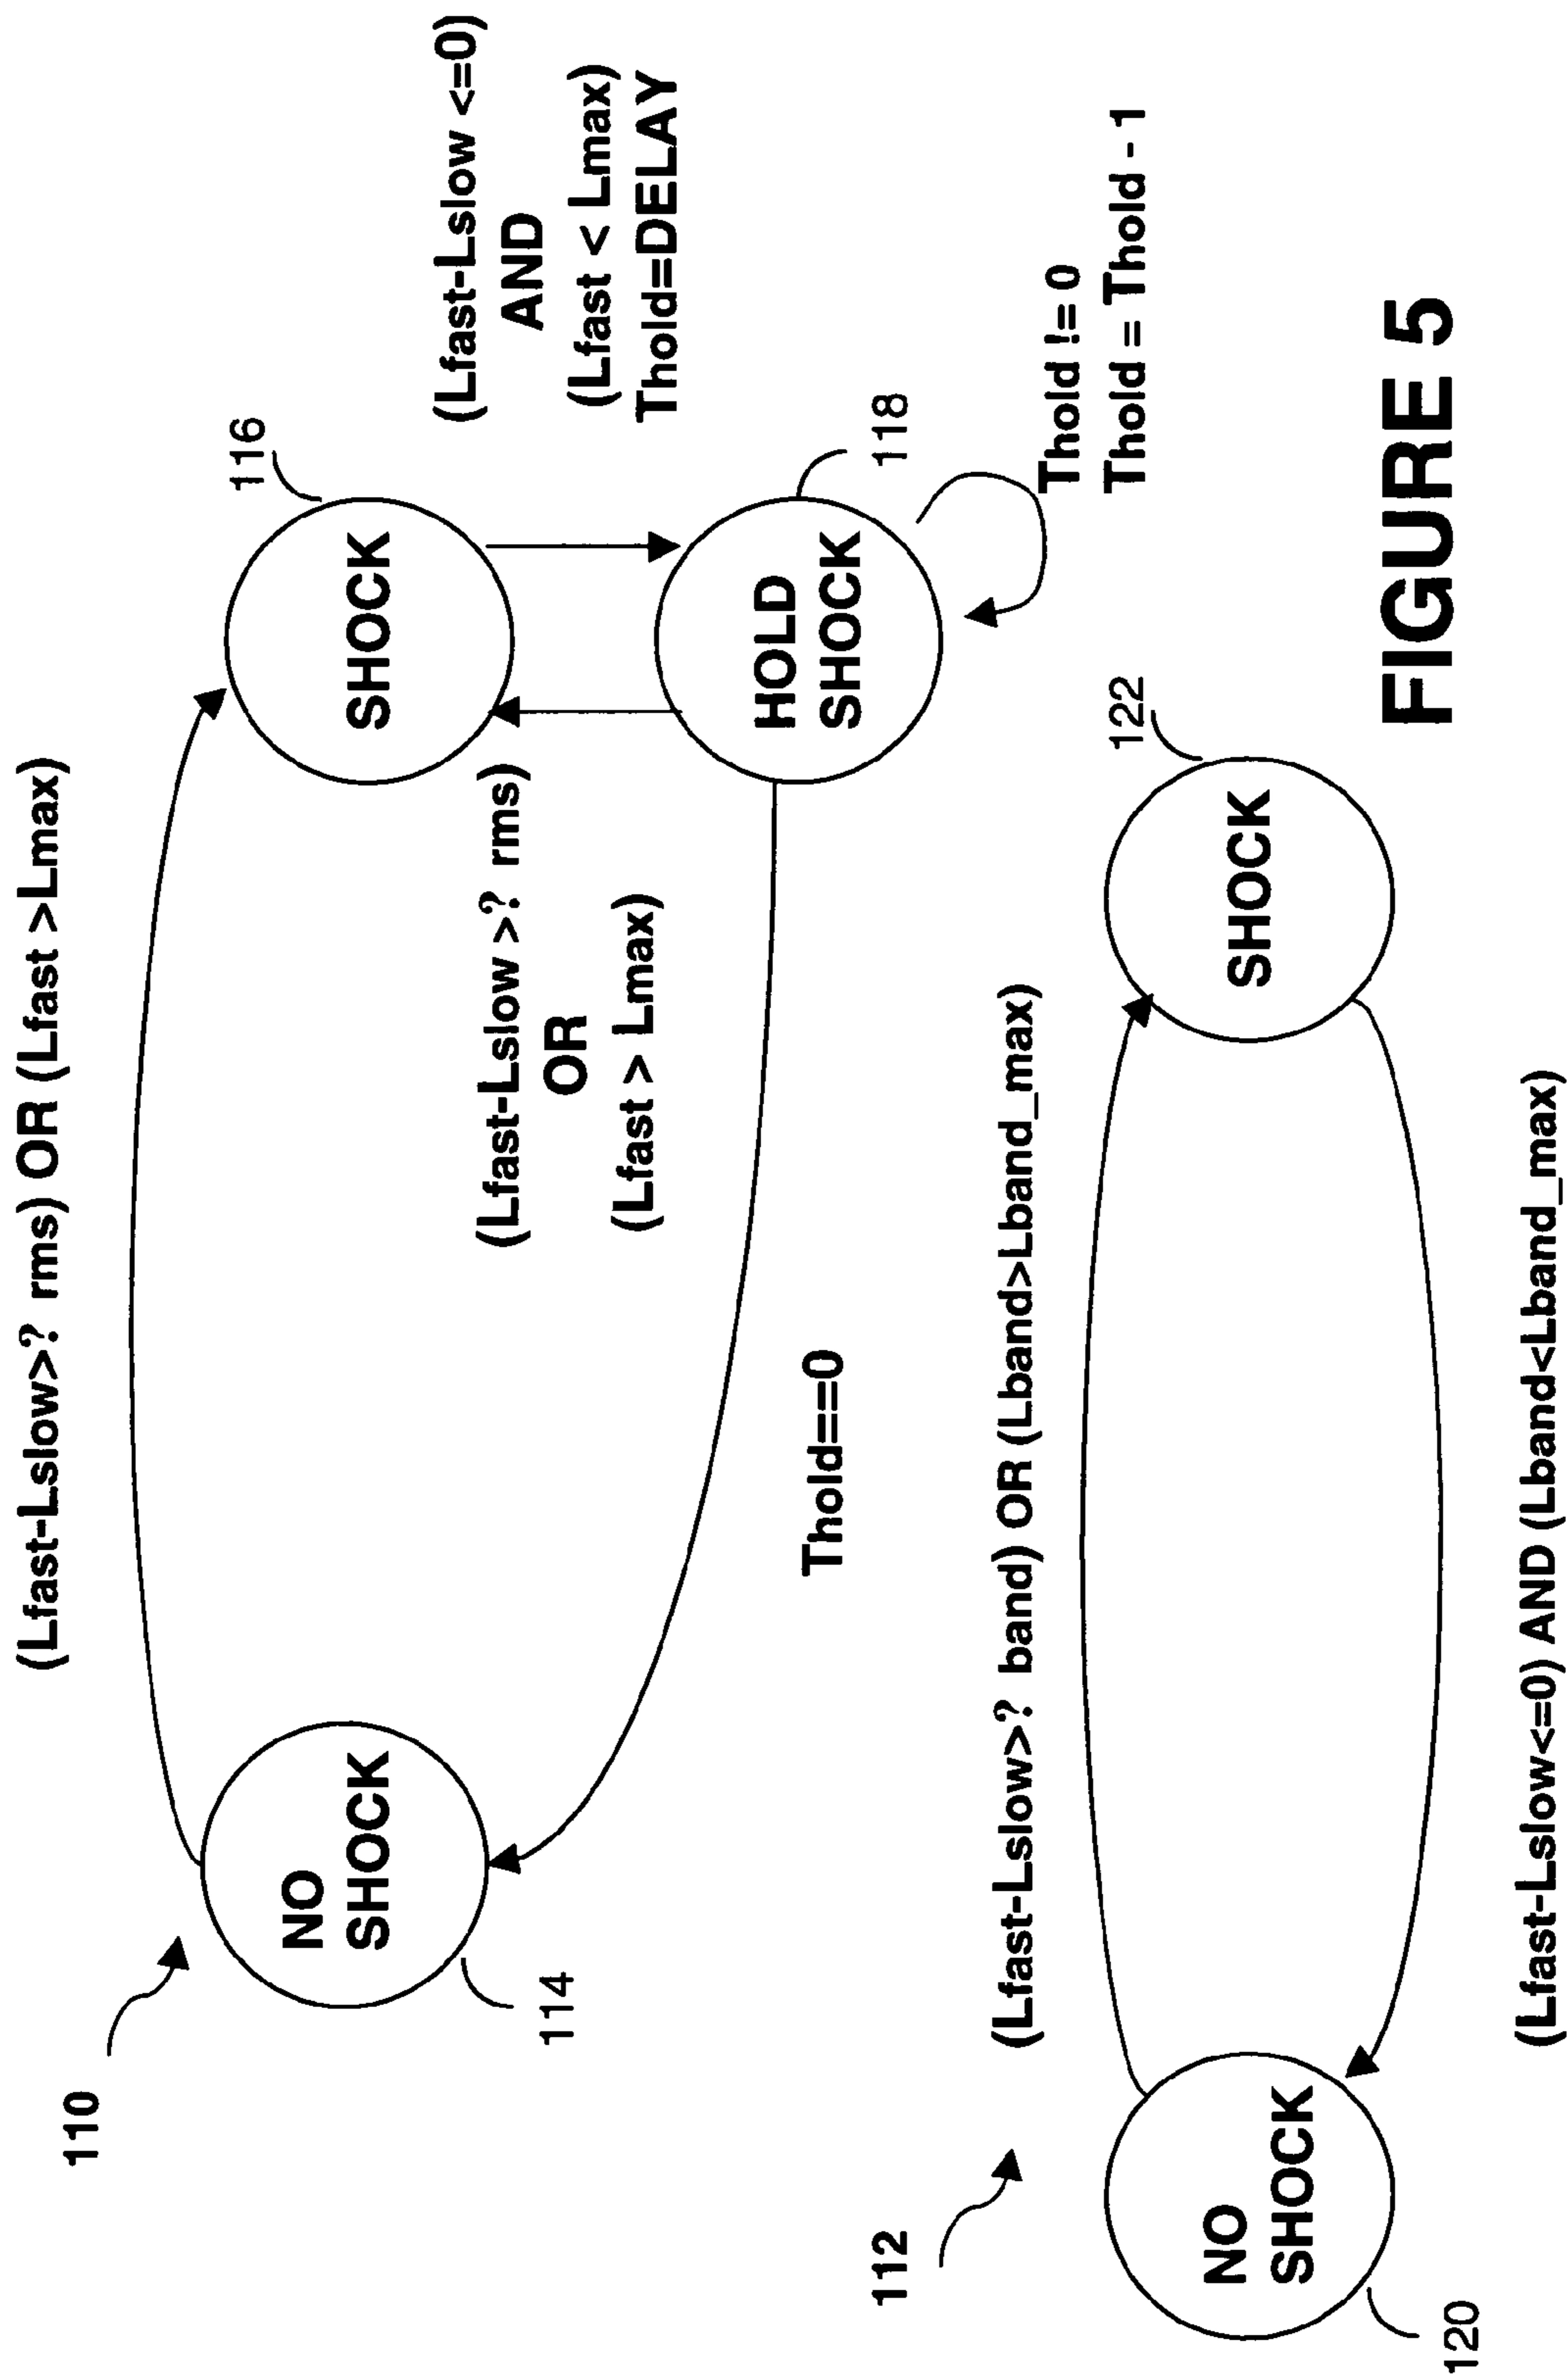 110
(Lfast-Lslow>? rms) OR (Lfast >Lmax)
116
NO
SHOCK
SHOCK
114
(Lfast-Lslow <=0)
AND
(Lfast < Lmax)
Thold=DELAY
(Lfast-Lslow >? rms)
OR
(Lfast > Lmax)
HOLD
SHOCK
118
Thold==0
Thold != 0
Thold = Thold - 1
112
(Lfast-Lslow>? band) OR (Lband>Lband_max)
122
NO
SHOCK
SHOCK
120
(Lfast-Lslow<=0) AND (Lband<Lband_max)
FIGURE 5